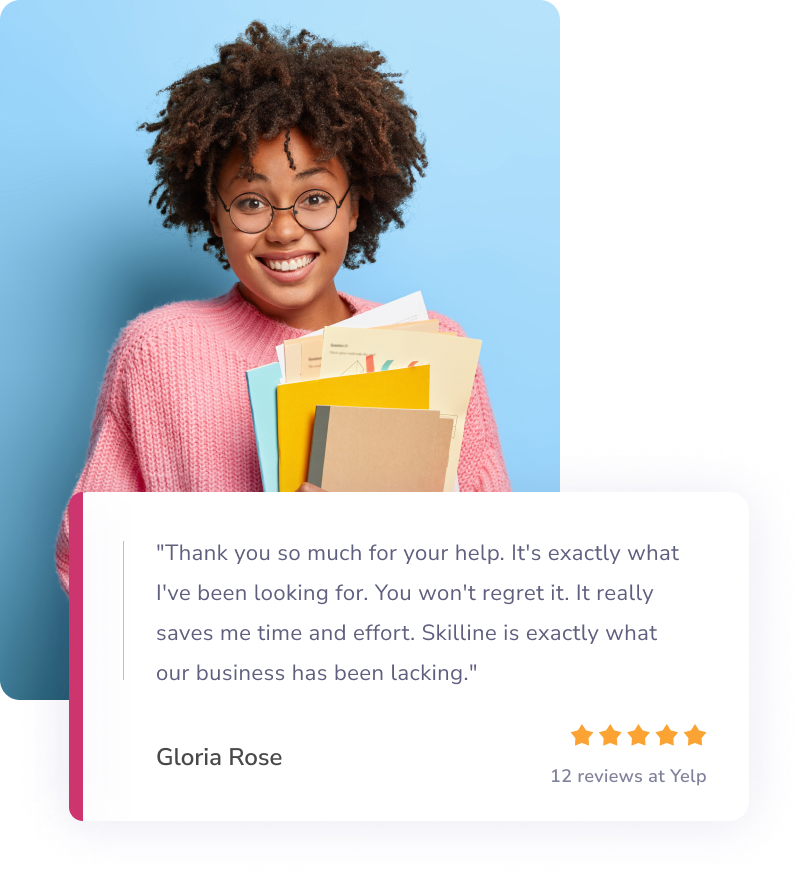 "Thank you so much for your help. It's exactly what
I've been looking for. You won't regret it. It really
saves me time and effort. Skilline is exactly what
our business has been lacking."
Gloria Rose
12 reviews at Yelp